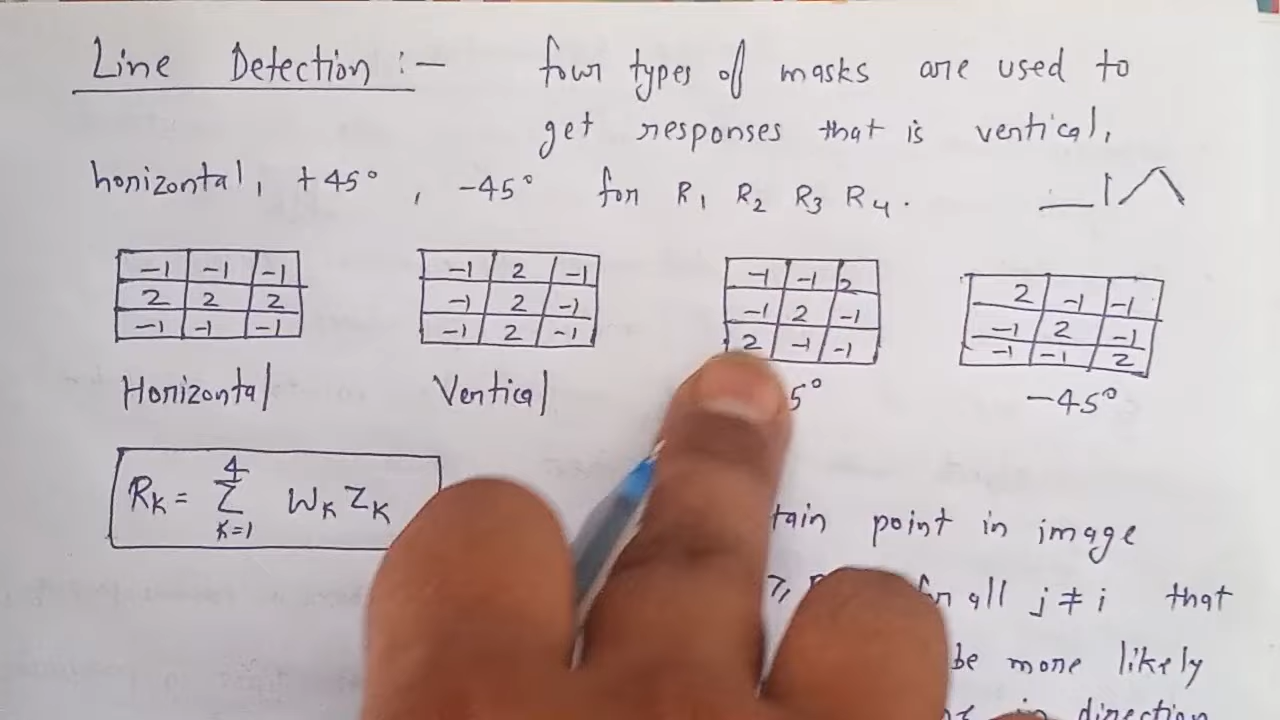 Line Detection :- four types of masks are used to
get responses that is vertical,
horizontal, +45° , -45° for R1 R2 R3 R4.
-1 -1 -1
2 2 2
-1 -1 -1
Horizontal
-1 2 -1
-1 2 -1
-1 2 -1
Vertical
-1 -1 2
-1 2 -1
2 -1 -1
5°
2 -1 -1
-1 2 -1
-1 -1 2
-45°
RK = 4 Σ K=1 WK ZK
tain point in image
for all j ≠ i that
be more likely
in direction